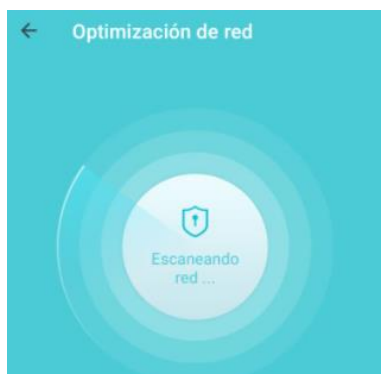 Optimización de red
Escaneando
red ...